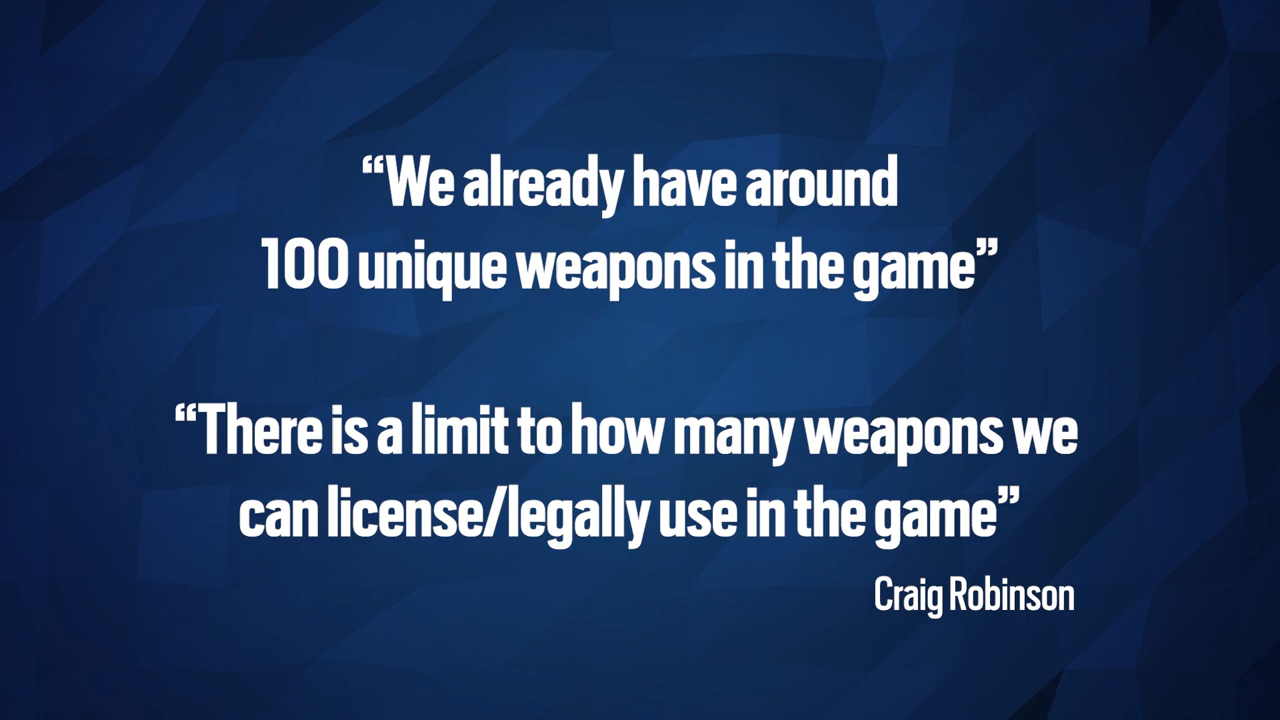 “We already have around
100 unique weapons in the game”
“There is a limit to how many weapons we
can license/legally use in the game”
Craig Robinson